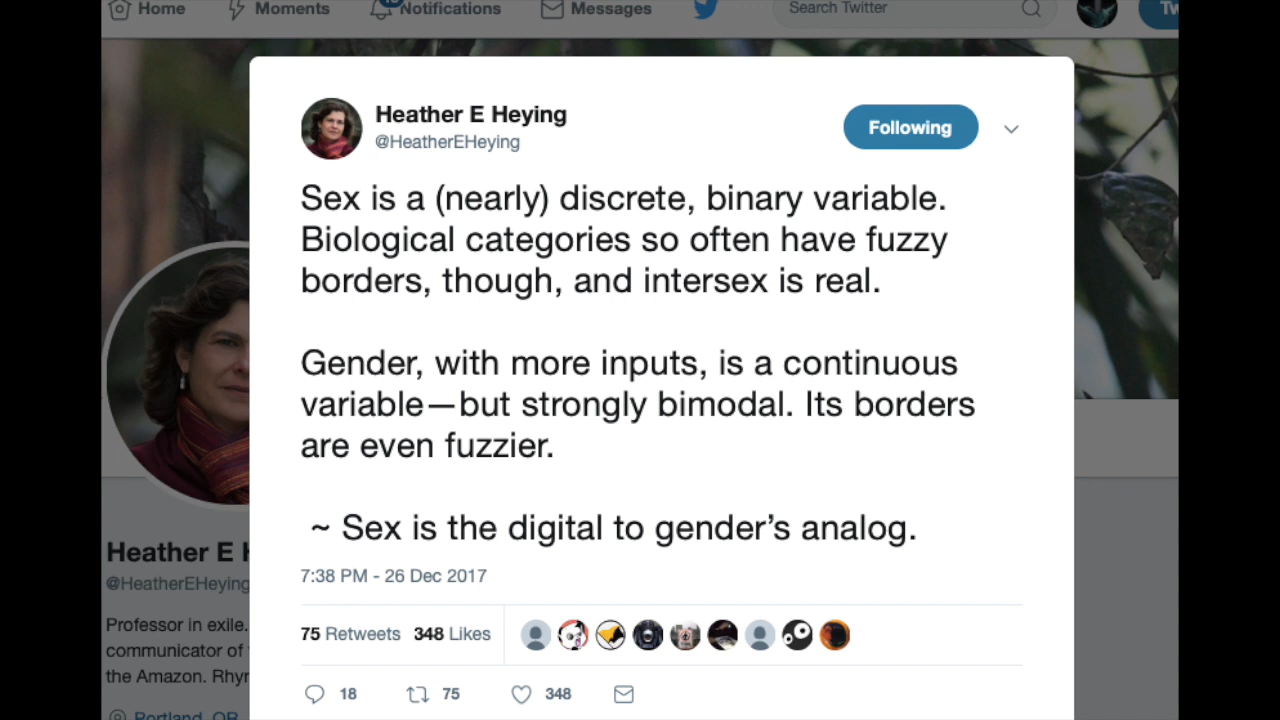 Home Moments Notifications Messages Search Twitter
Heather E Heying
@HeatherEHeying
Following
Sex is a (nearly) discrete, binary variable.
Biological categories so often have fuzzy
borders, though, and intersex is real.
Gender, with more inputs, is a continuous
variable—but strongly bimodal. Its borders
are even fuzzier.
~ Sex is the digital to gender’s analog.
7:38 PM - 26 Dec 2017
75 Retweets 348 Likes
18 75 348
Heather E
@HeatherEHeying
Professor in exile.
communicator of
the Amazon.
Portland, OR